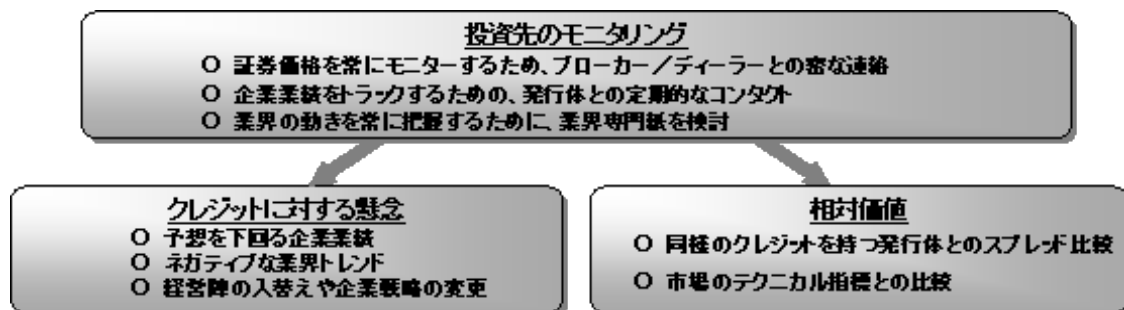 投資先のモニタリング
○ 証券価格を常にモニターするため、ブローカー／ディーラーとの密な連絡
○ 企業業績をトラックするための、発行体との定期的なコンタクト
○ 業界の動きを常に把握するために、業界専門紙を検討
クレジットに対する懸念
○ 予想を下回る企業業績
○ ネガティブな業界トレンド
○ 経営陣の入替えや企業戦略の変更
相対価値
○ 同様のクレジットを持つ発行体とのスプレッド比較
○ 市場のテクニカル指標との比較